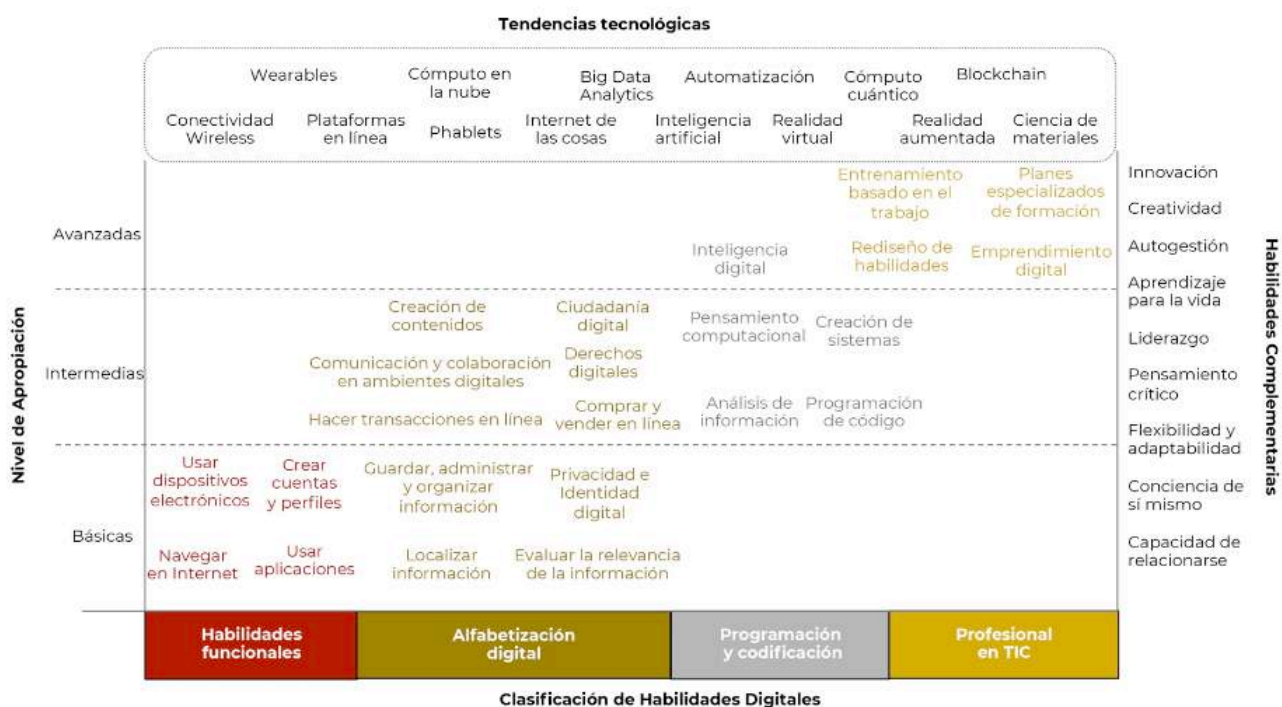 Tendencias tecnológicas
Wearables
Cómputo en
la nube
Big Data
Analytics
Automatización
Cómputo
cuántico
Blockchain
Conectividad
Wireless
Plataformas
en línea
Phablets
Internet de
las cosas
Inteligencia
artificial
Realidad
virtual
Realidad
aumentada
Ciencia de
materiales
Nivel de Apropiación
Avanzadas
Entrenamiento
basado en el
trabajo
Planes
especializados
de formación
Inteligencia
digital
Rediseño de
habilidades
Emprendimiento
digital
Intermedias
Creación de
contenidos
Ciudadanía
digital
Pensamiento
computacional
Creación de
sistemas
Comunicación y colaboración
en ambientes digitales
Derechos
digitales
Hacer transacciones en línea
Comprar y
vender en línea
Análisis de
información
Programación
de código
Básicas
Usar
dispositivos
electrónicos
Crear
cuentas
y perfiles
Guardar, administrar
y organizar
información
Privacidad e
Identidad
digital
Navegar
en Internet
Usar
aplicaciones
Localizar
información
Evaluar la relevancia
de la información
Innovación
Creatividad
Autogestión
Aprendizaje
para la vida
Liderazgo
Pensamiento
crítico
Flexibilidad y
adaptabilidad
Conciencia de
sí mismo
Capacidad de
relacionarse
Habilidades Complementarias
Habilidades
funcionales
Alfabetización
digital
Programación
y codificación
Profesional
en TIC
Clasificación de Habilidades Digitales